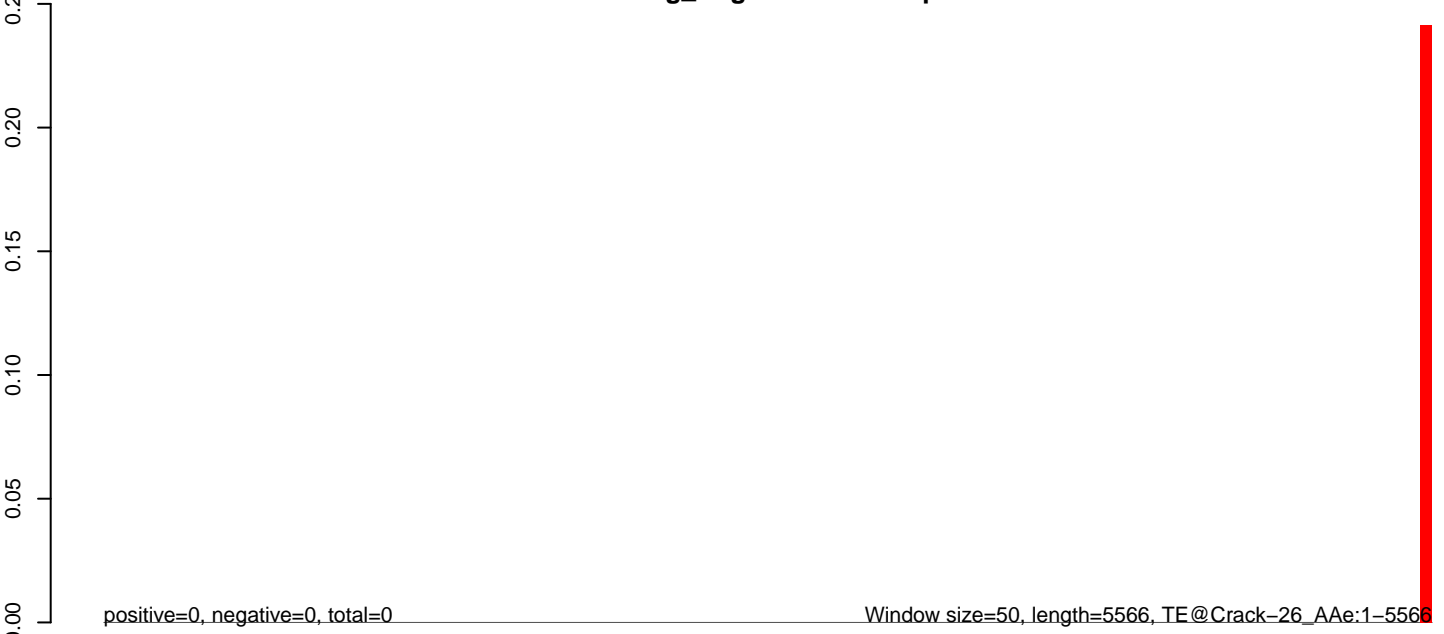 0.20
0.15
0.10
0.05
positive=0, negative=0, total=0
Window size=50, length=5566, TE@Crack−26_AAe:1−5566